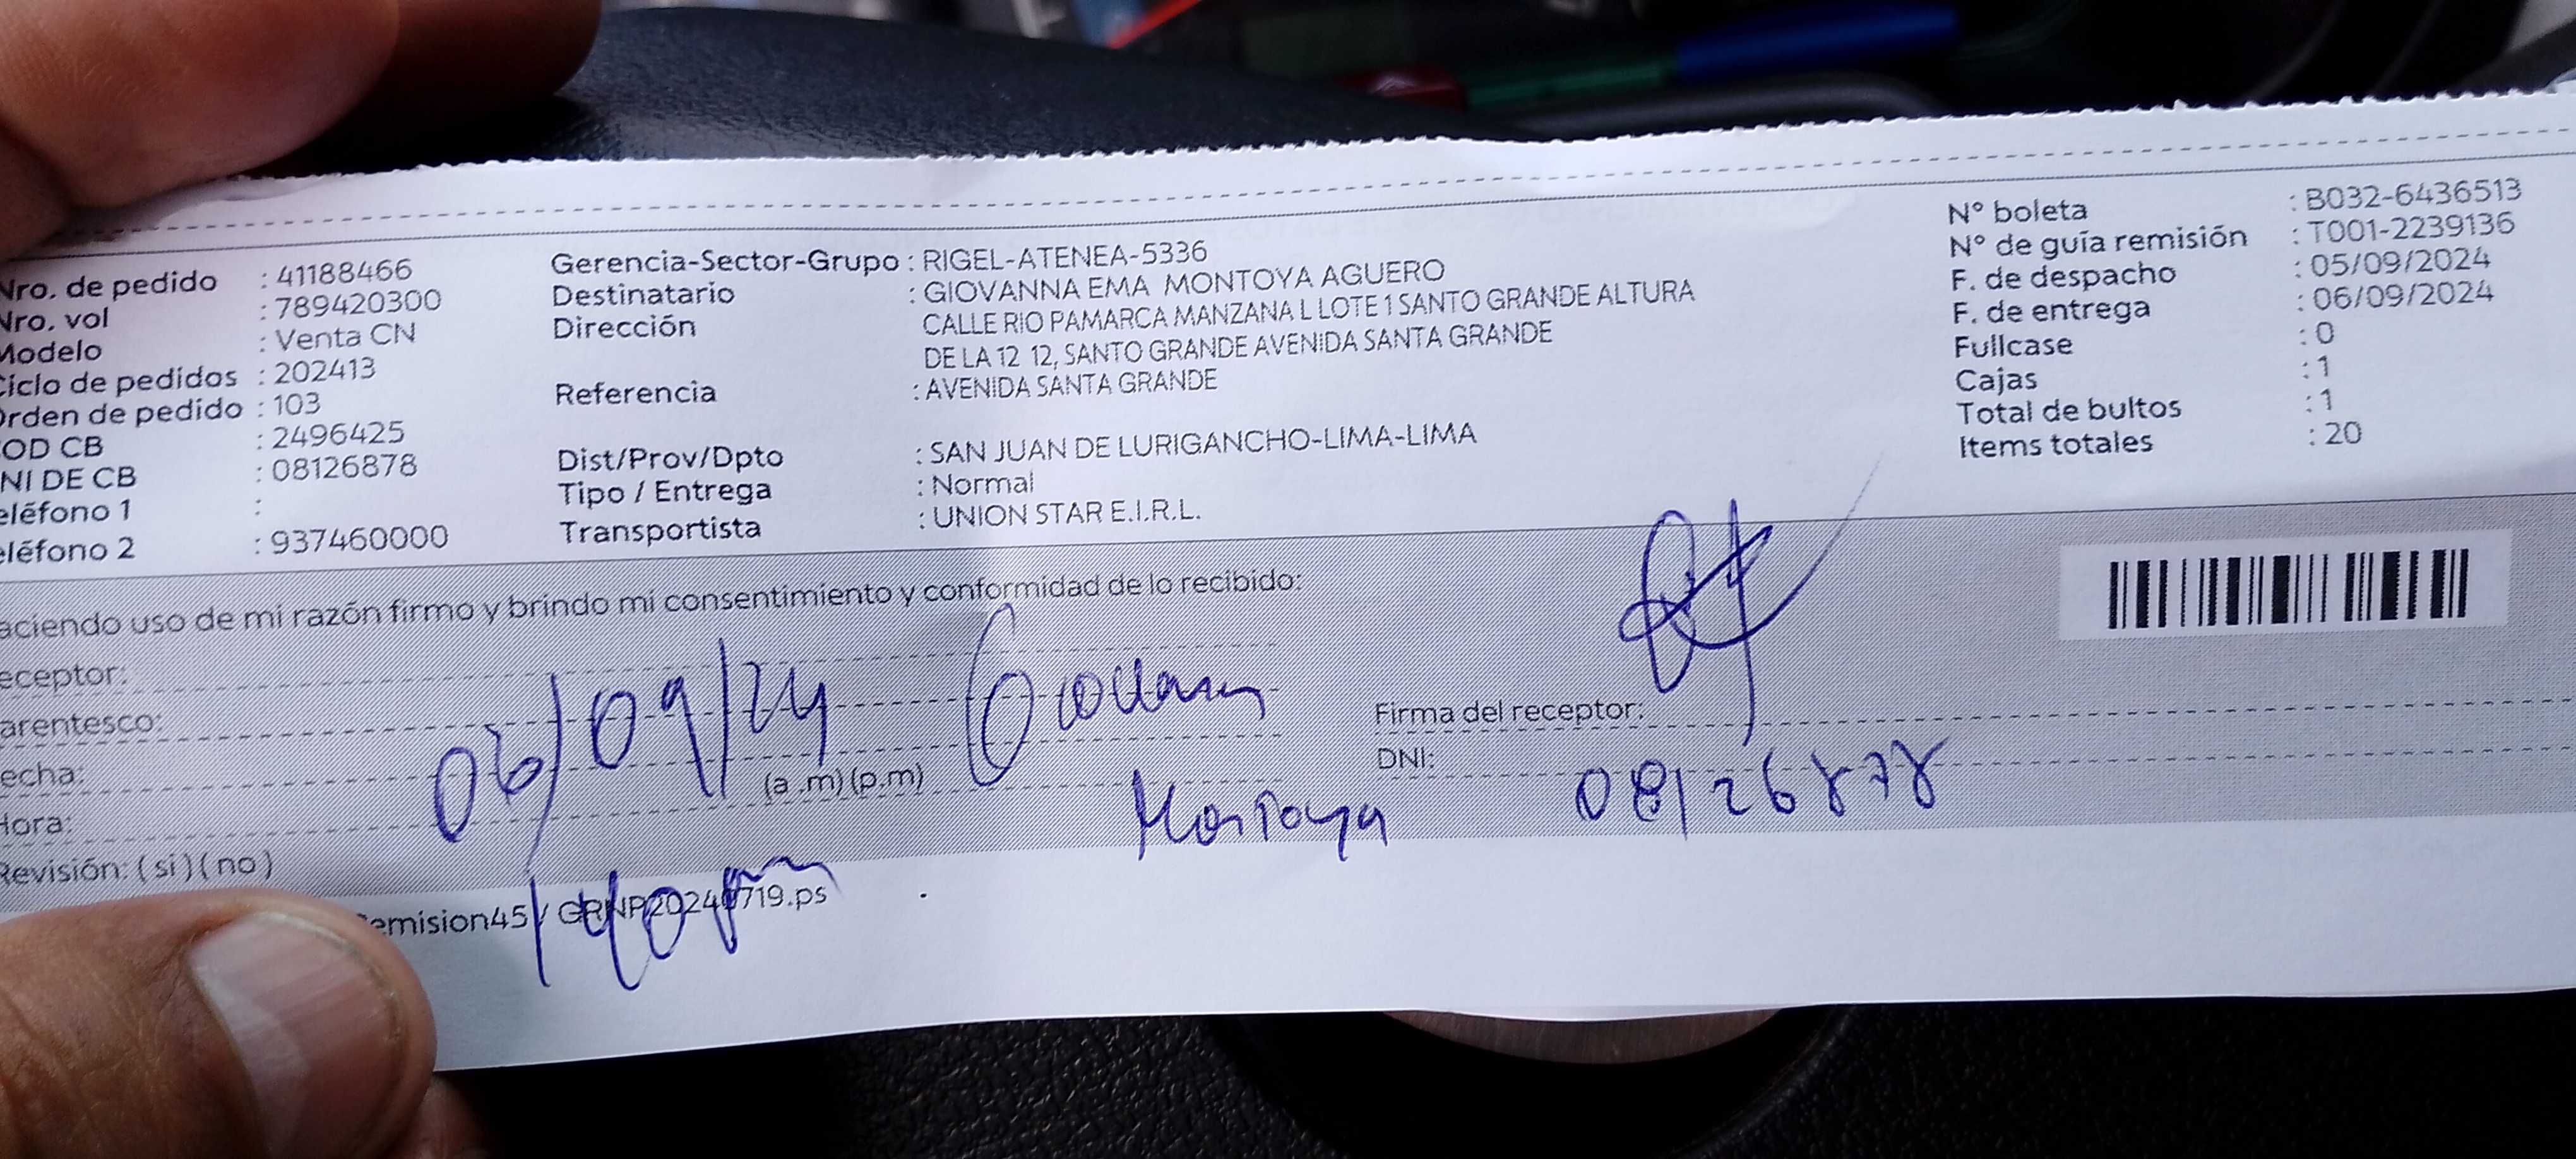 Nro. de pedido : 41188466
Nro. vol : 789420300
Modelo : Venta CN
Ciclo de pedidos : 202413
Orden de pedido : 103
OD CB : 2496425
NI DE CB : 08126878
eléfono 1 :
eléfono 2 : 937460000
Gerencia-Sector-Grupo : RIGEL-ATENEA-5336
Destinatario : GIOVANNA EMA MONTOYA AGUERO
Dirección CALLE RIO PAMARCA MANZANA L LOTE 1 SANTO GRANDE ALTURA
DE LA 12 12, SANTO GRANDE AVENIDA SANTA GRANDE
Referencia : AVENIDA SANTA GRANDE
Dist/Prov/Dpto : SAN JUAN DE LURIGANCHO-LIMA-LIMA
Tipo / Entrega : Normal
Transportista : UNION STAR E.I.R.L.
N° boleta : B032-6436513
N° de guía remisión : T001-2239136
F. de despacho : 05/09/2024
F. de entrega : 06/09/2024
Fullcase : 0
Cajas : 1
Total de bultos : 1
Items totales : 20
aciendo uso de mi razón firmo y brindo mi consentimiento y conformidad de lo recibido:
eceptor:
arentesco:
echa: 06/09/24
Hora: (a .m) (p.m)
Revisión: ( si ) ( no )
Montoya
Firma del receptor:
DNI: 08126878
emision45 / GRNP20240719.ps
1 40 pm